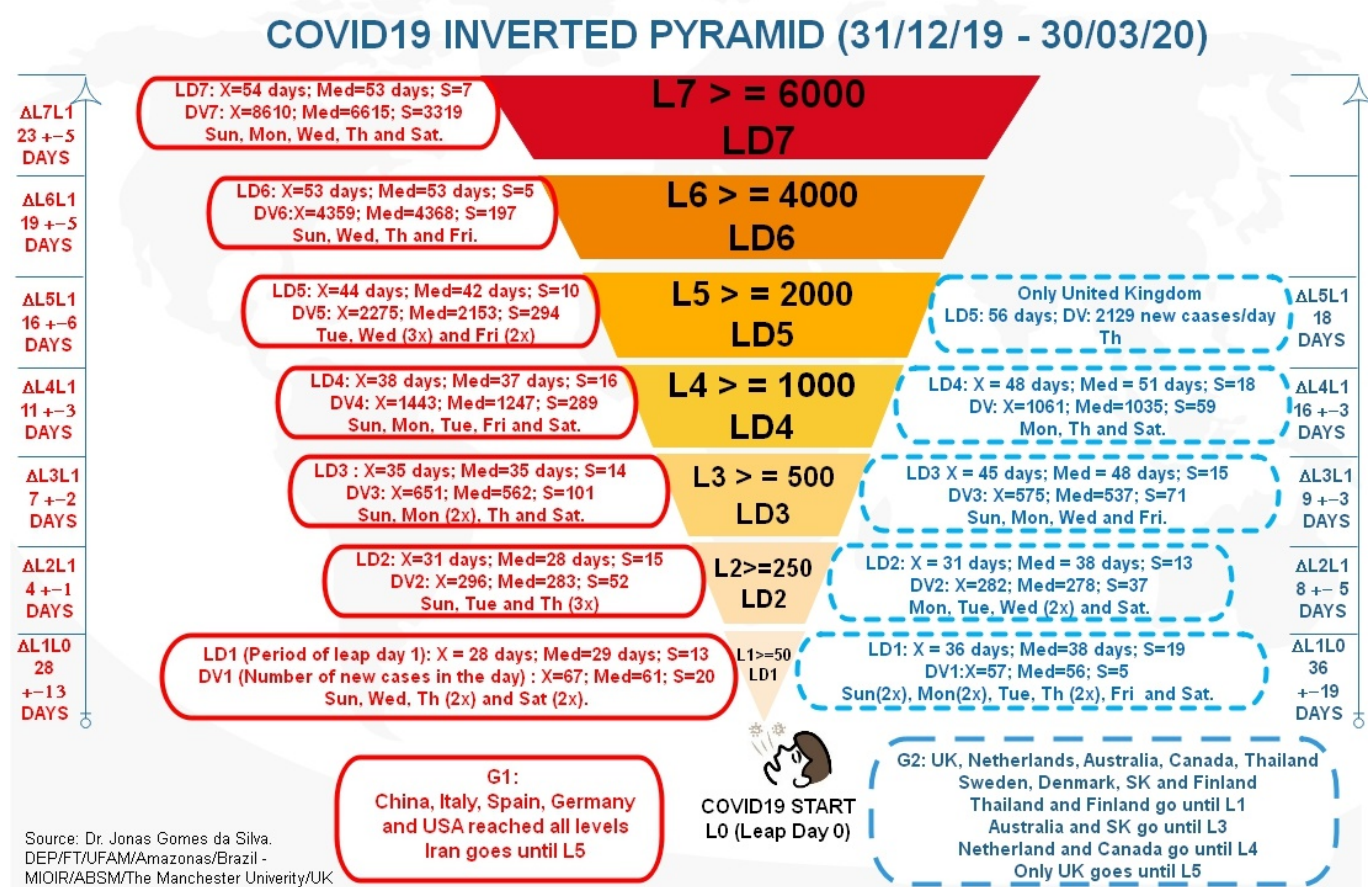 COVID19 INVERTED PYRAMID (31/12/19 - 30/03/20)
ΔL7L1
23 +–5
DAYS
LD7: X=54 days; Med=53 days; S=7
DV7: X=8610; Med=6615; S=3319
Sun, Mon, Wed, Th and Sat.
L7 > = 6000
LD7
ΔL6L1
19 +–5
DAYS
LD6: X=53 days; Med=53 days; S=5
DV6:X=4359; Med=4368; S=197
Sun, Wed, Th and Fri.
L6 > = 4000
LD6
ΔL5L1
16 +–6
DAYS
LD5: X=44 days; Med=42 days; S=10
DV5: X=2275; Med=2153; S=294
Tue, Wed (3x) and Fri (2x)
L5 > = 2000
LD5
Only United Kingdom
LD5: 56 days; DV: 2129 new caases/day
Th
ΔL5L1
18
DAYS
ΔL4L1
11 +–3
DAYS
LD4: X=38 days; Med=37 days; S=16
DV4: X=1443; Med=1247; S=289
Sun, Mon, Tue, Fri and Sat.
L4 > = 1000
LD4
LD4: X = 48 days; Med = 51 days; S=18
DV: X=1061; Med=1035; S=59
Mon, Th and Sat.
ΔL4L1
16 +–3
DAYS
ΔL3L1
7 +–2
DAYS
LD3 : X=35 days; Med=35 days; S=14
DV3: X=651; Med=562; S=101
Sun, Mon (2x), Th and Sat.
L3 > = 500
LD3
LD3 X = 45 days; Med = 48 days; S=15
DV3: X=575; Med=537; S=71
Sun, Mon, Wed and Fri.
ΔL3L1
9 +–3
DAYS
ΔL2L1
4 +–1
DAYS
LD2: X=31 days; Med=28 days; S=15
DV2: X=296; Med=283; S=52
Sun, Tue and Th (3x)
L2>=250
LD2
LD2: X = 31 days; Med = 38 days; S=13
DV2: X=282; Med=278; S=37
Mon, Tue, Wed (2x) and Sat.
ΔL2L1
8 +– 5
DAYS
ΔL1L0
28
+–13
DAYS
LD1 (Period of leap day 1): X = 28 days; Med=29 days; S=13
DV1 (Number of new cases in the day) : X=67; Med=61; S=20
Sun, Wed, Th (2x) and Sat (2x).
L1>=50
LD1
LD1: X = 36 days; Med=38 days; S=19
DV1:X=57; Med=56; S=5
Sun(2x), Mon(2x), Tue, Th (2x), Fri and Sat.
ΔL1L0
36
+–19
DAYS
G1:
China, Italy, Spain, Germany
and USA reached all levels
Iran goes until L5
COVID19 START
L0 (Leap Day 0)
G2: UK, Netherlands, Australia, Canada, Thailand
Sweden, Denmark, SK and Finland
Thailand and Finland go until L1
Australia and SK go until L3
Netherland and Canada go until L4
Only UK goes until L5
Source: Dr. Jonas Gomes da Silva.
DEP/FT/UFAM/Amazonas/Brazil -
MIOIR/ABSM/The Manchester Univerity/UK